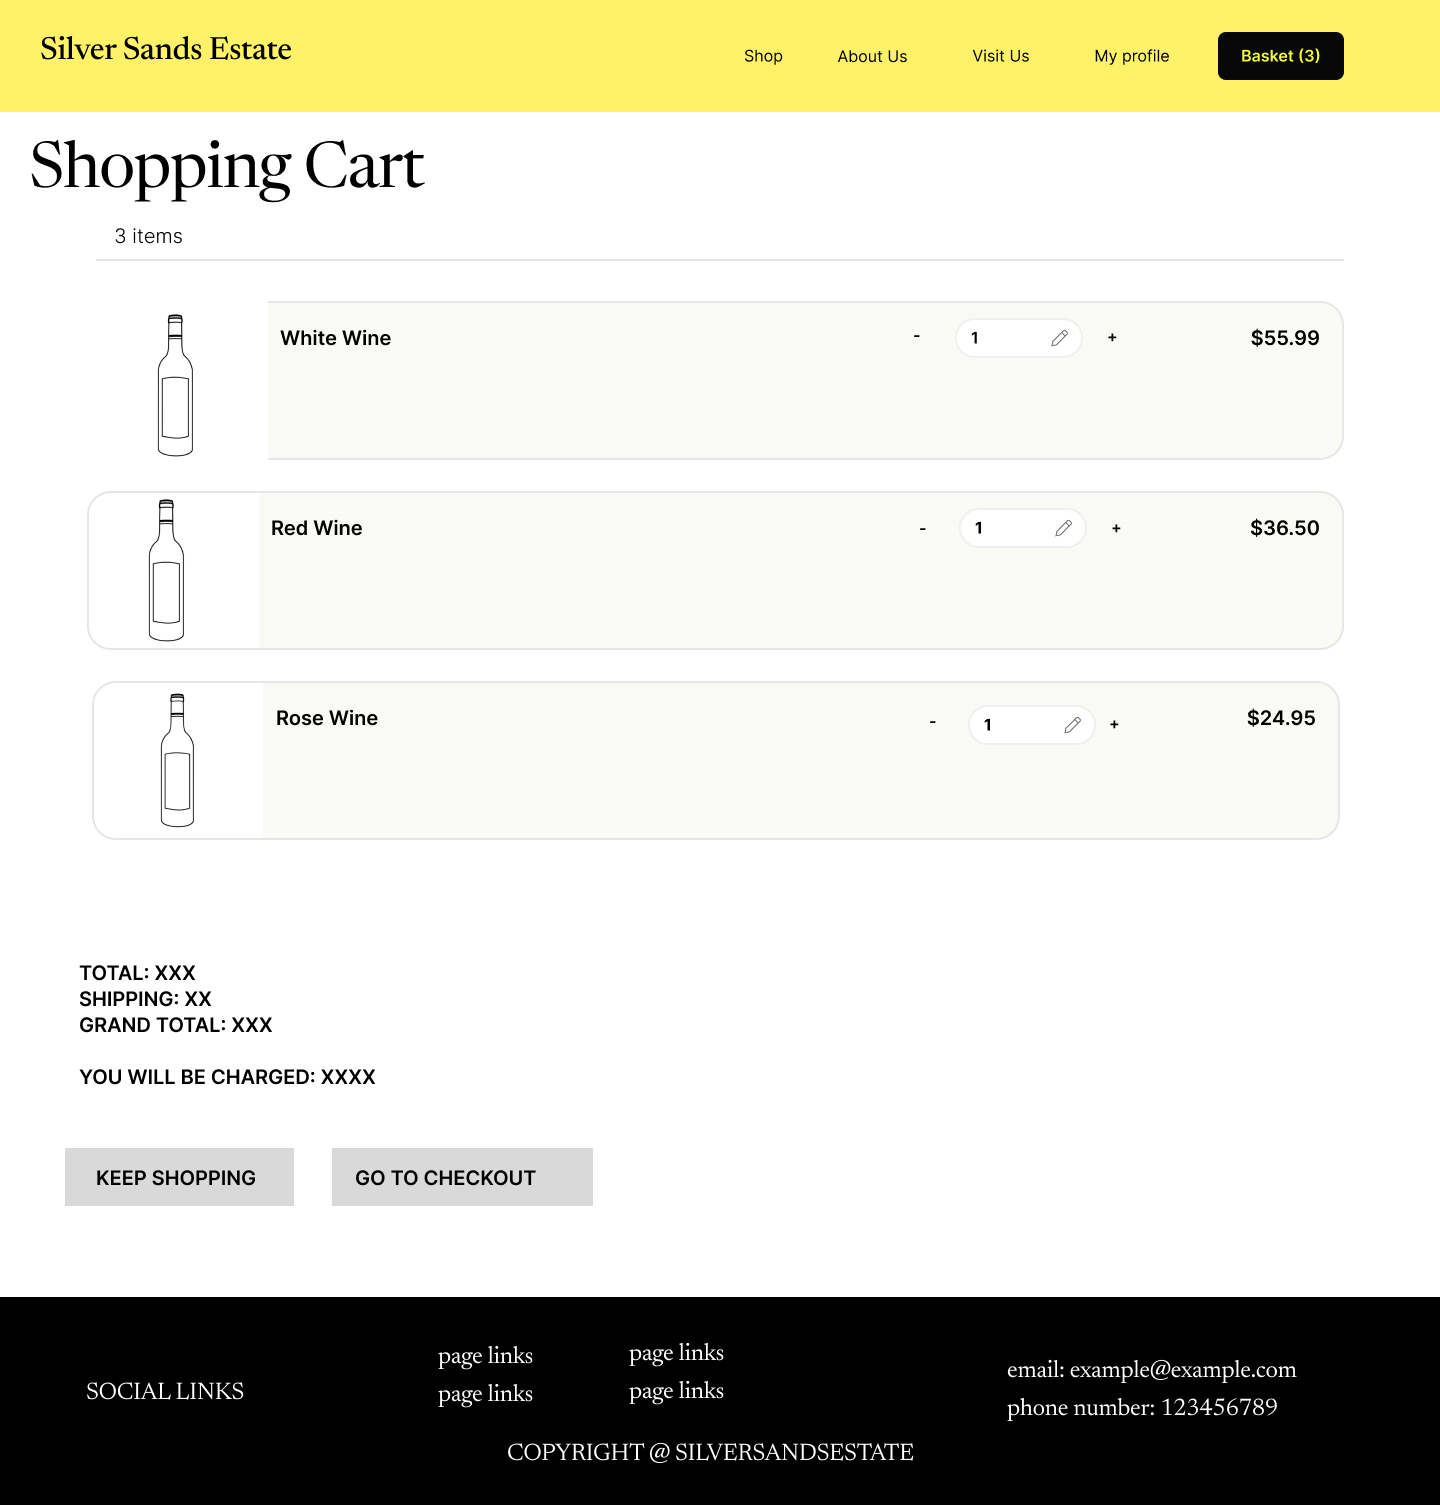 Silver Sands Estate
Shop About Us Visit Us My profile Basket (3)
Shopping Cart
3 items
White Wine - 1 + $55.99
Red Wine - 1 + $36.50
Rose Wine - 1 + $24.95
TOTAL: XXX
SHIPPING: XX
GRAND TOTAL: XXX
YOU WILL BE CHARGED: XXXX
KEEP SHOPPING GO TO CHECKOUT
SOCIAL LINKS
page links
page links
page links
page links
email: example@example.com
phone number: 123456789
COPYRIGHT @ SILVERSANDSESTATE